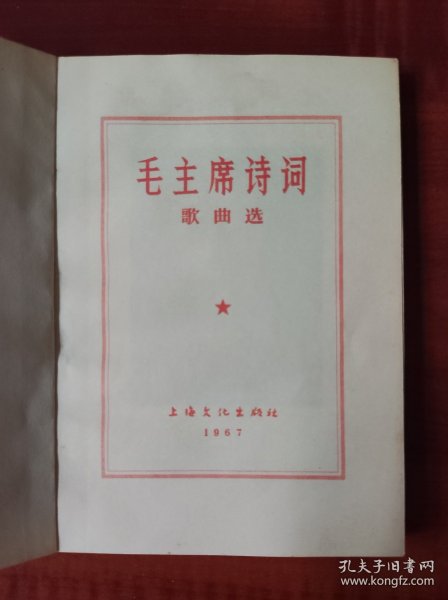 毛主席诗词
歌曲选
★
上海文化出版社
1967
孔夫子旧书网
www.kongfz.com